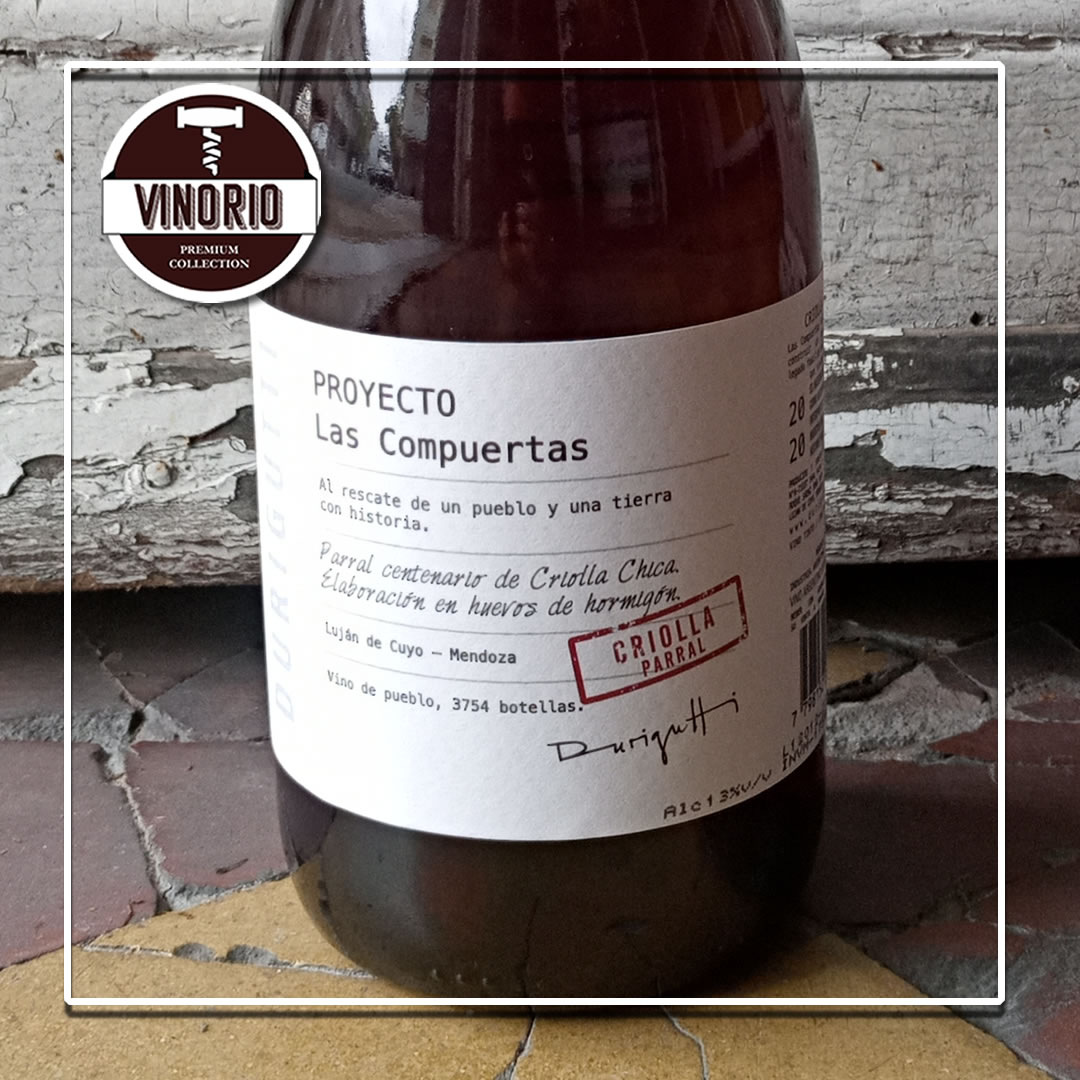 VINORIO
PREMIUM
COLLECTION
DURIGUTTI
PROYECTO
Las Compuertas
Al rescate de un pueblo y una tierra
con historia.
Parral centenario de Criolla Chica.
Elaboración en huevos de hormigón.
Luján de Cuyo – Mendoza
CRIOLLA
PARRAL
Vino de pueblo, 3754 botellas.
Durigutti
Alc13%v/v
20
20